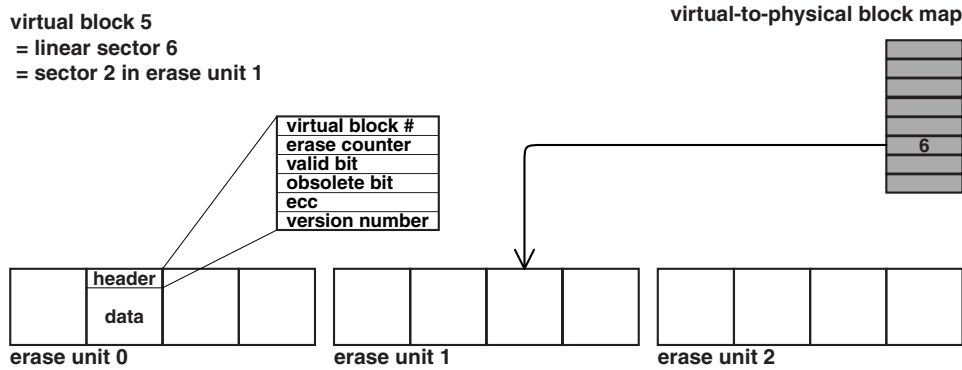 virtual block 5
= linear sector 6
= sector 2 in erase unit 1
virtual-to-physical block map
virtual block #
erase counter
valid bit
obsolete bit
ecc
version number
6
header
data
erase unit 0
erase unit 1
erase unit 2